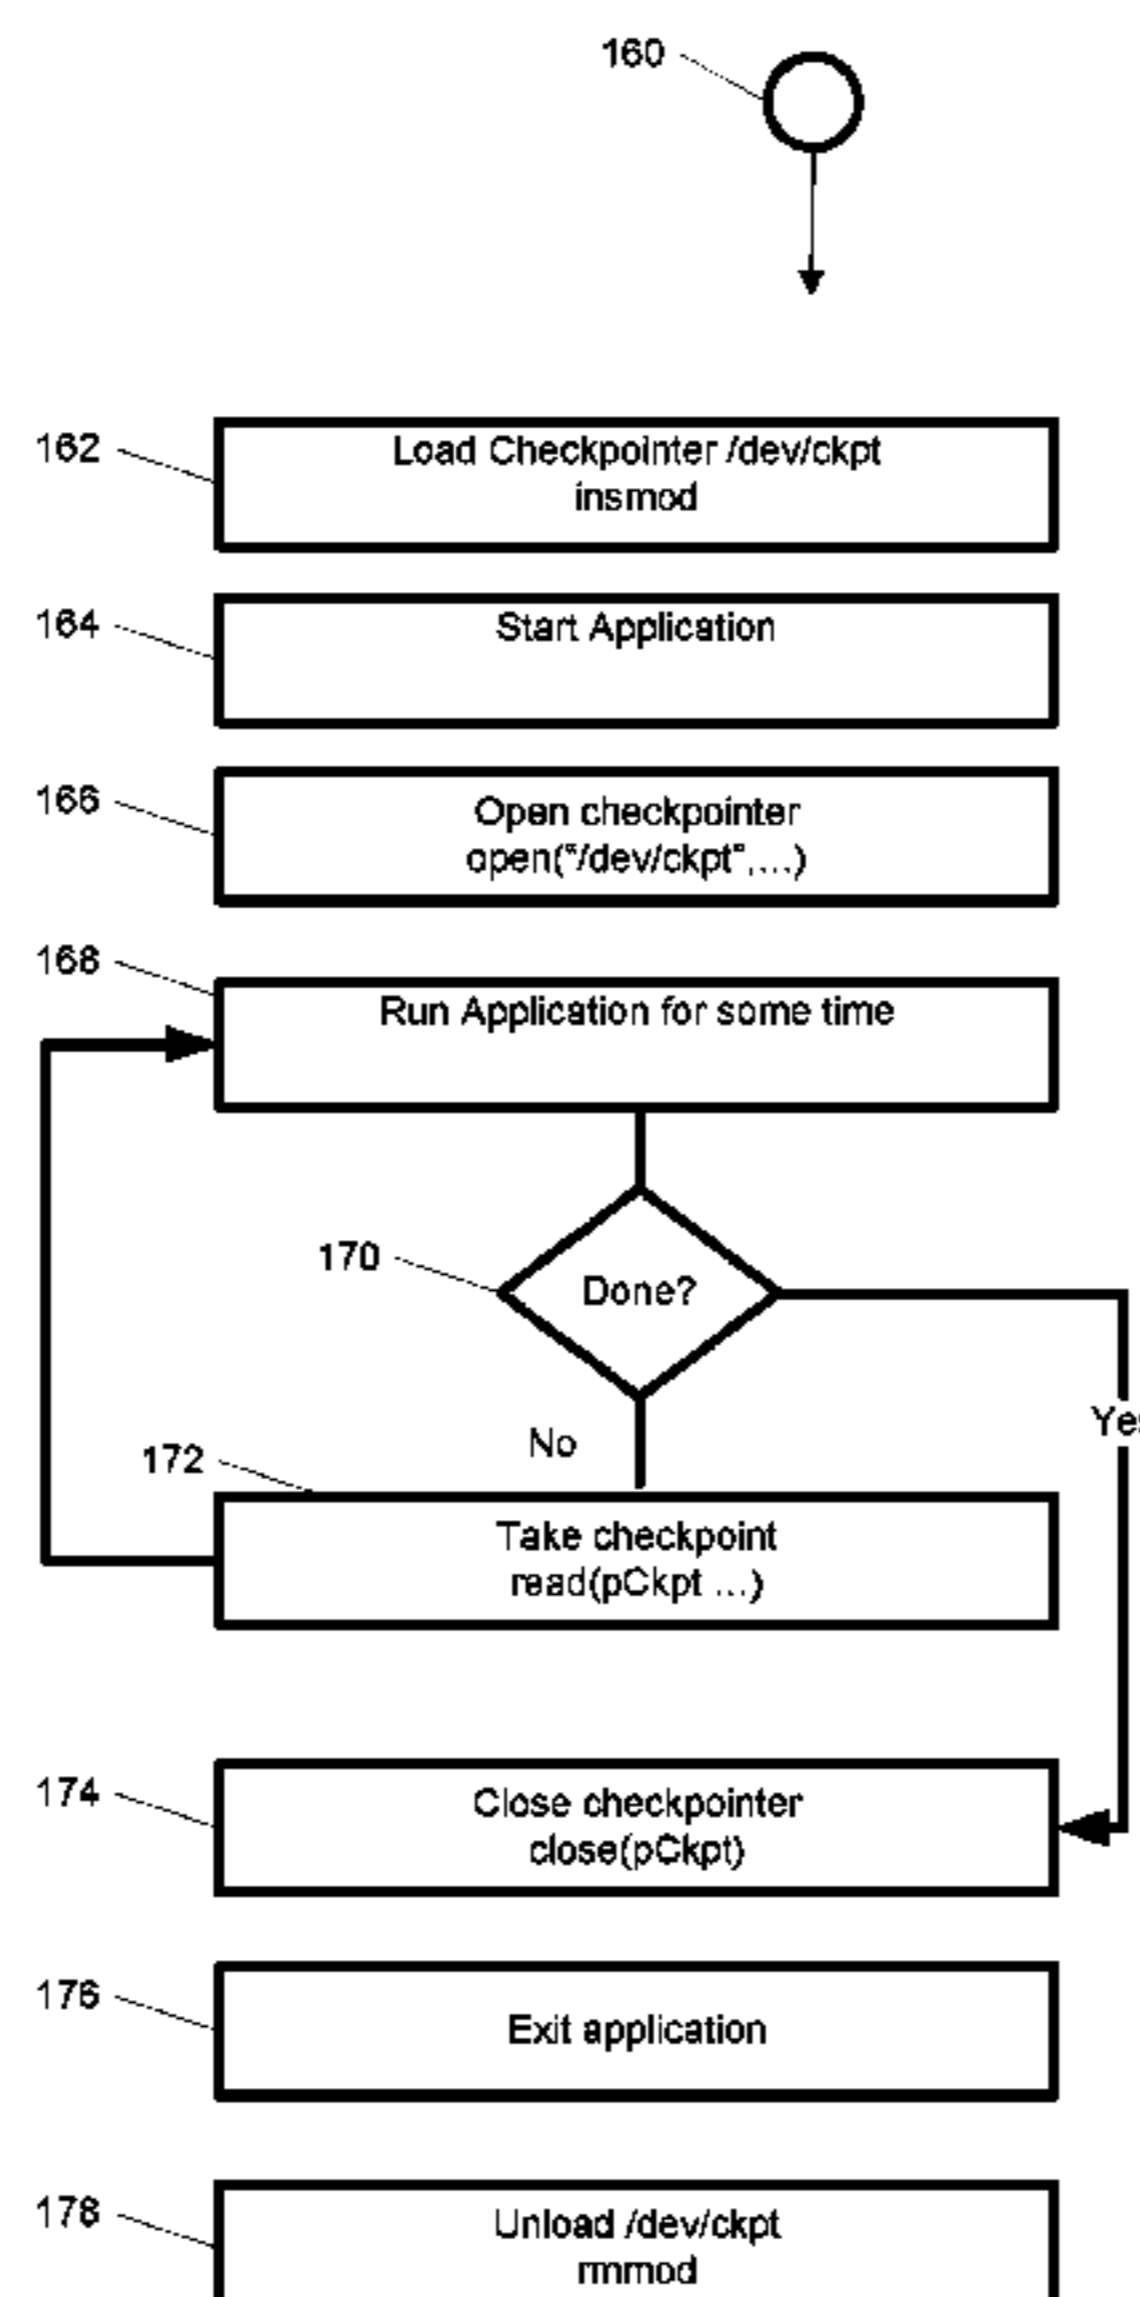 160
162
Load Checkpointer /dev/ckpt
insmod
164
Start Application
166
Open checkpointer
open("/dev/ckpt",...)
168
Run Application for some time
170
Done?
Yes
No
172
Take checkpoint
read(pCkpt ...)
174
Close checkpointer
close(pCkpt)
176
Exit application
178
Unload /dev/ckpt
rmmod